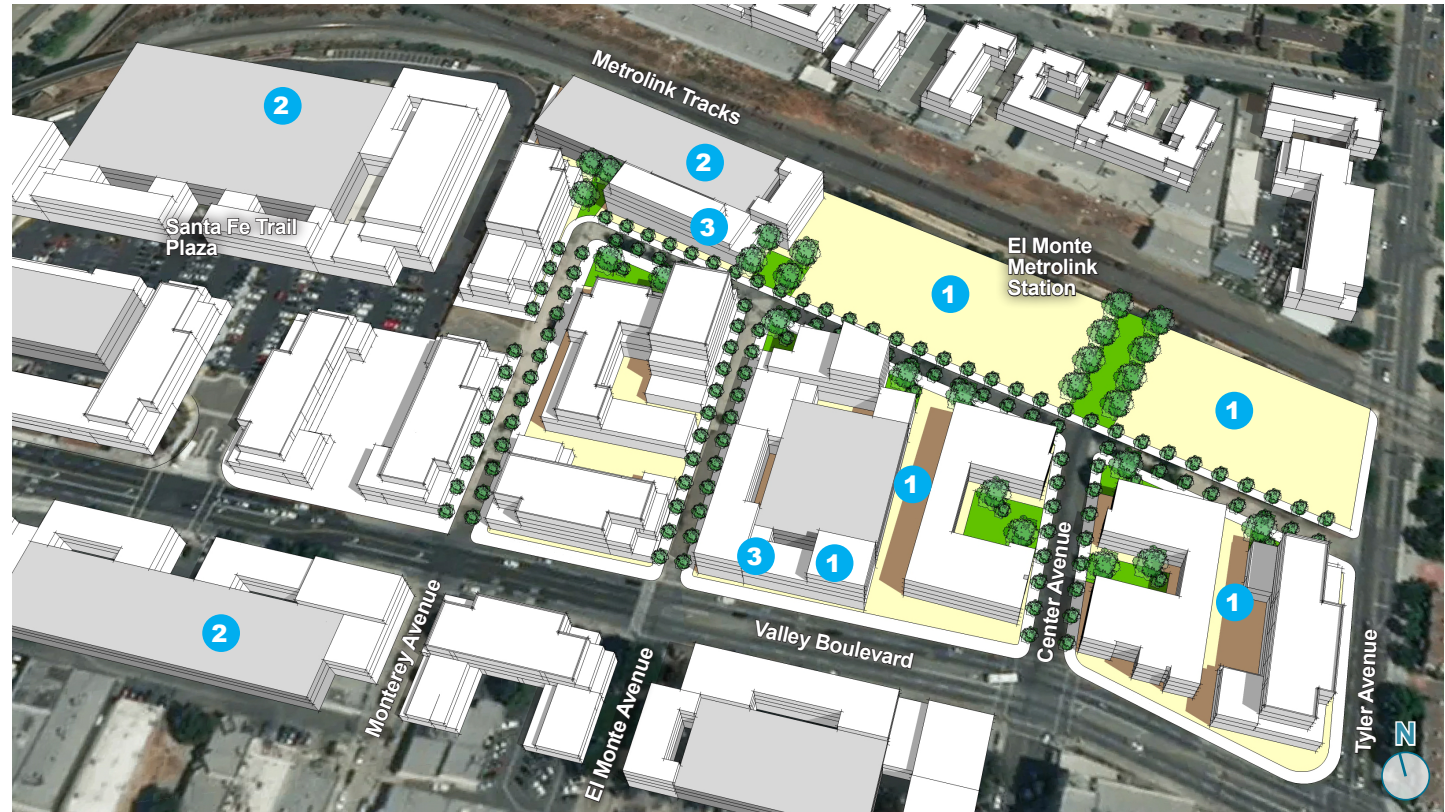 Metrolink Tracks
2
2
Santa Fe Trail
Plaza
3
El Monte
Metrolink
Station
1
1
1
3
1
1
2
Monterey Avenue
El Monte Avenue
Valley Boulevard
Center Avenue
Tyler Avenue
N